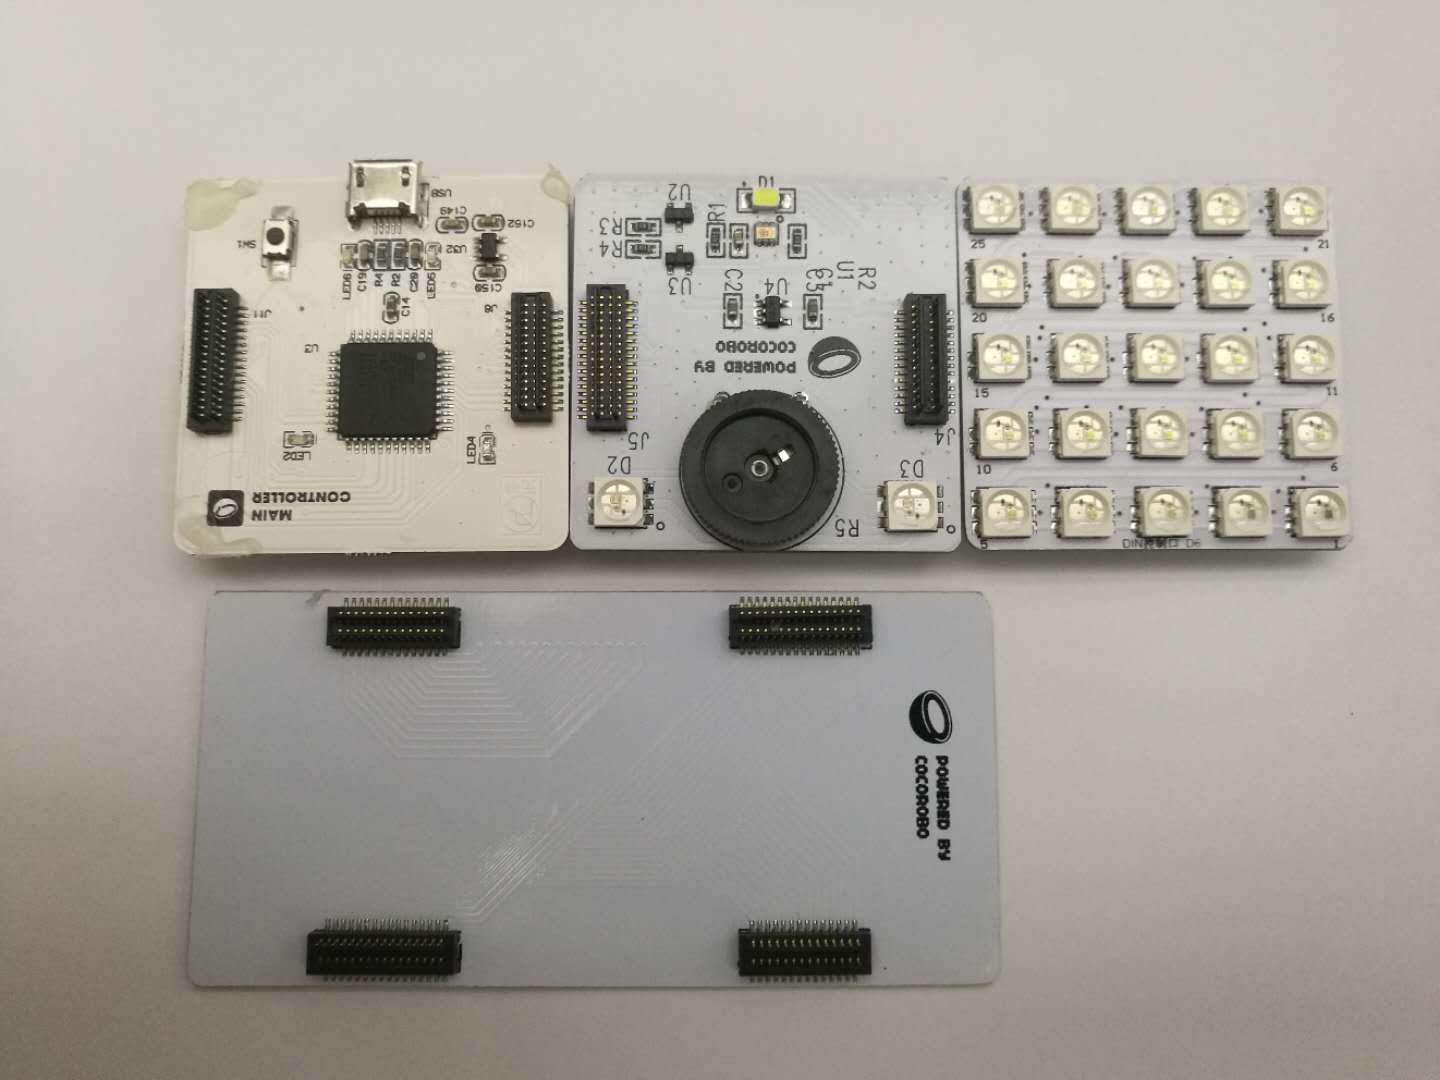 USB
C149
C152
SW1
U32
LED6
C19
R4
R2
C20
LED5
C150
C14
J11
J8
U3
LED2
LED4
MAIN
CONTROLLER
D1
U2
R3
R1
R4
U3
U1
R2
C2
U4
POWERED BY
COCOROBO
J5
J4
D2
D3
R5
25
21
20
16
15
11
10
6
5
1
POWERED BY
COCOROBO